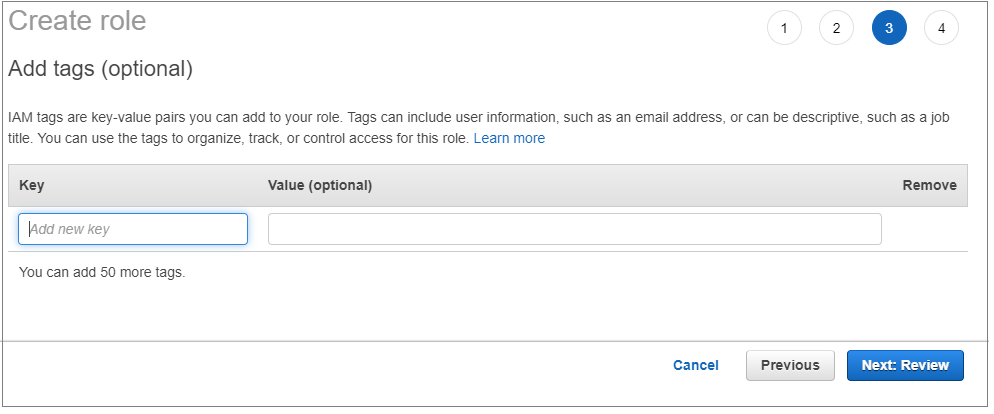 Create role
1 2 3 4
Add tags (optional)
IAM tags are key-value pairs you can add to your role. Tags can include user information, such as an email address, or can be descriptive, such as a job
title. You can use the tags to organize, track, or control access for this role. Learn more
Key Value (optional) Remove
Add new key
You can add 50 more tags.
Cancel Previous Next: Review